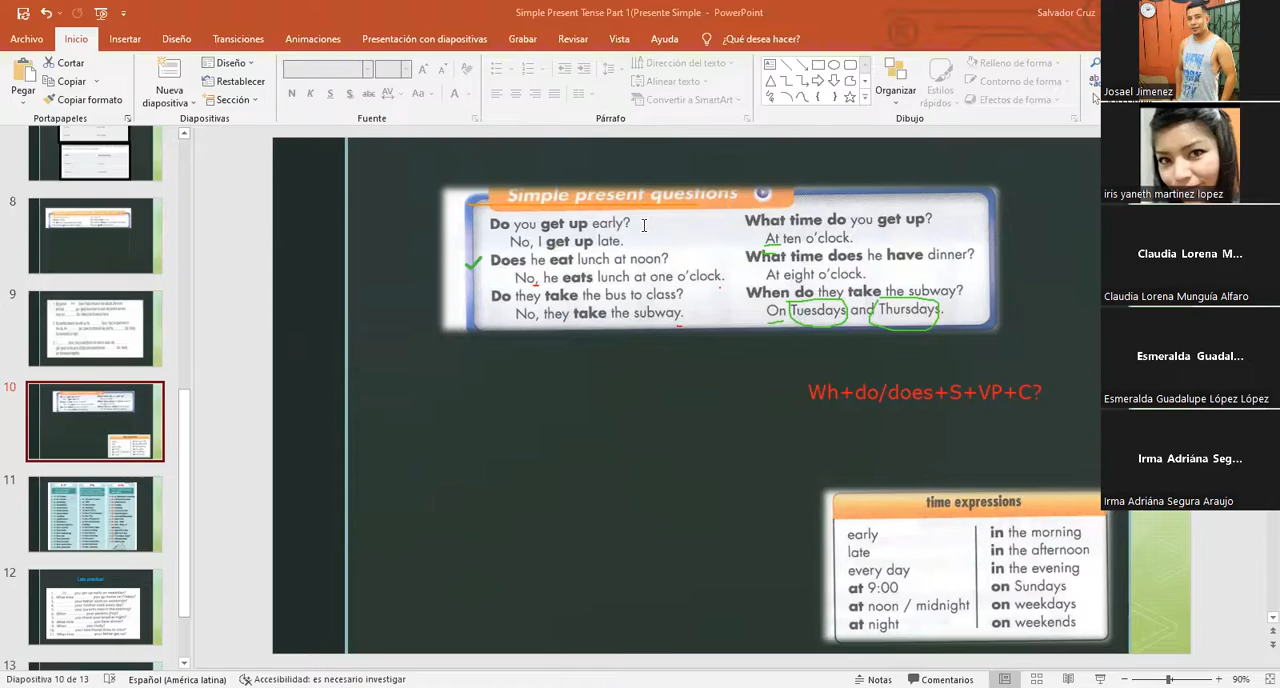 Simple Present Tense Part 1(Presente Simple - PowerPoint
Salvador Cruz
Archivo Inicio Insertar Diseño Transiciones Animaciones Presentación con diapositivas Grabar Revisar Vista Ayuda ¿Qué desea hacer?
Pegar
Cortar
Copiar
Copiar formato
Portapapeles
Nueva
diapositiva
Diseño
Restablecer
Sección
Diapositivas
N K S S abc AV Aa A
Fuente
Dirección del texto
Alinear texto
Convertir a SmartArt
Párrafo
Organizar
Estilos
rápidos
Relleno de forma
Contorno de forma
Efectos de forma
Dibujo
Josael Jimenez
iris yaneth martinez lopez
Claudia Lorena M...
Claudia Lorena Munguía Alfaro
Esmeralda Guadal...
Esmeralda Guadalupe López López
Irma Adriána Seg...
Irma Adriána Segura Araujo
8
9
10
11
12
Lets practice!
13
Simple present questions
Do you get up early?
No, I get up late.
Does he eat lunch at noon?
No, he eats lunch at one o'clock.
Do they take the bus to class?
No, they take the subway.
What time do you get up?
At ten o'clock.
What time does he have dinner?
At eight o'clock.
When do they take the subway?
On Tuesdays and Thursdays
Wh+do/does+S+VP+C?
time expressions
early
late
every day
at 9:00
at noon / midnight
at night
in the morning
in the afternoon
in the evening
on Sundays
on weekdays
on weekends
Diapositiva 10 de 13 Español (América latina) Accesibilidad: es necesario investigar Notas Comentarios 90%